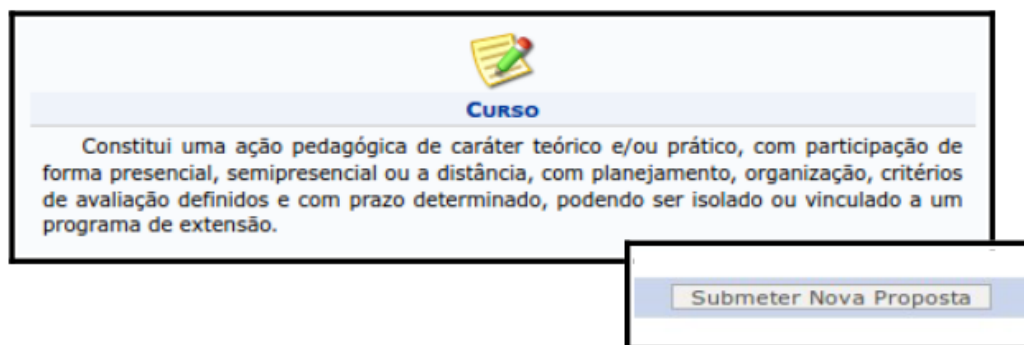 CURSO
Constitui uma ação pedagógica de caráter teórico e/ou prático, com participação de
forma presencial, semipresencial ou a distância, com planejamento, organização, critérios
de avaliação definidos e com prazo determinado, podendo ser isolado ou vinculado a um
programa de extensão.
Submeter Nova Proposta